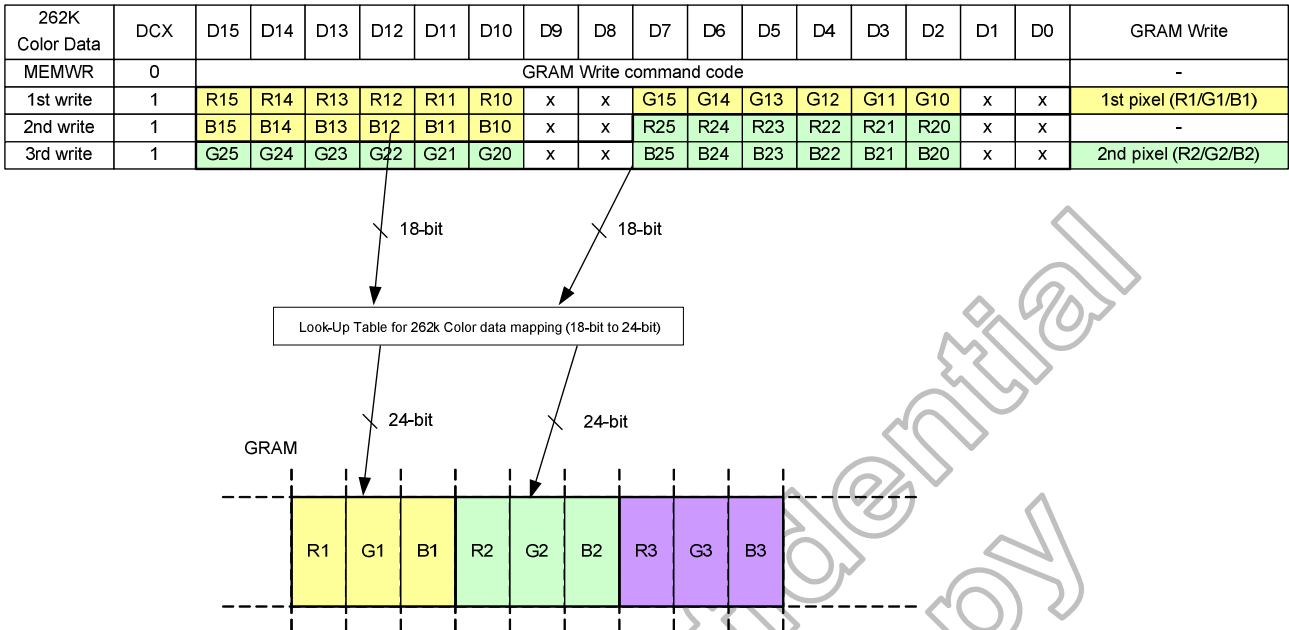 262K Color Data DCX D15 D14 D13 D12 D11 D10 D9 D8 D7 D6 D5 D4 D3 D2 D1 D0 GRAM Write
MEMWR 0 GRAM Write command code -
1st write 1 R15 R14 R13 R12 R11 R10 x x G15 G14 G13 G12 G11 G10 x x 1st pixel (R1/G1/B1)
2nd write 1 B15 B14 B13 B12 B11 B10 x x R25 R24 R23 R22 R21 R20 x x -
3rd write 1 G25 G24 G23 G22 G21 G20 x x B25 B24 B23 B22 B21 B20 x x 2nd pixel (R2/G2/B2)
18-bit 18-bit
Look-Up Table for 262k Color data mapping (18-bit to 24-bit)
24-bit 24-bit
GRAM
R1 G1 B1 R2 G2 B2 R3 G3 B3